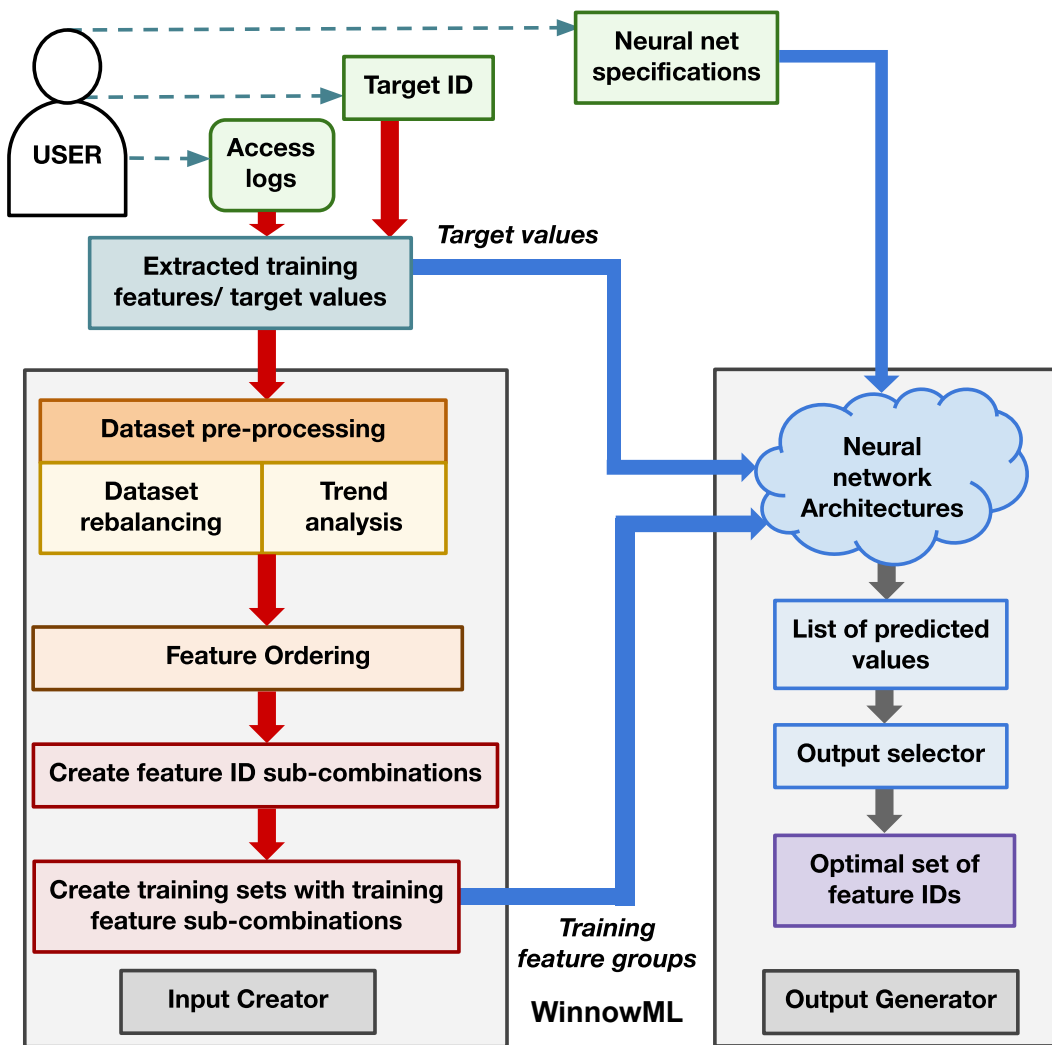 Neural net
specifications
Target ID
USER
Access
logs
Target values
Extracted training
features/ target values
Dataset pre-processing
Dataset
rebalancing
Trend
analysis
Neural
network
Architectures
Feature Ordering
List of predicted
values
Create feature ID sub-combinations
Output selector
Create training sets with training
feature sub-combinations
Optimal set of
feature IDs
Training
feature groups
Input Creator
WinnowML
Output Generator